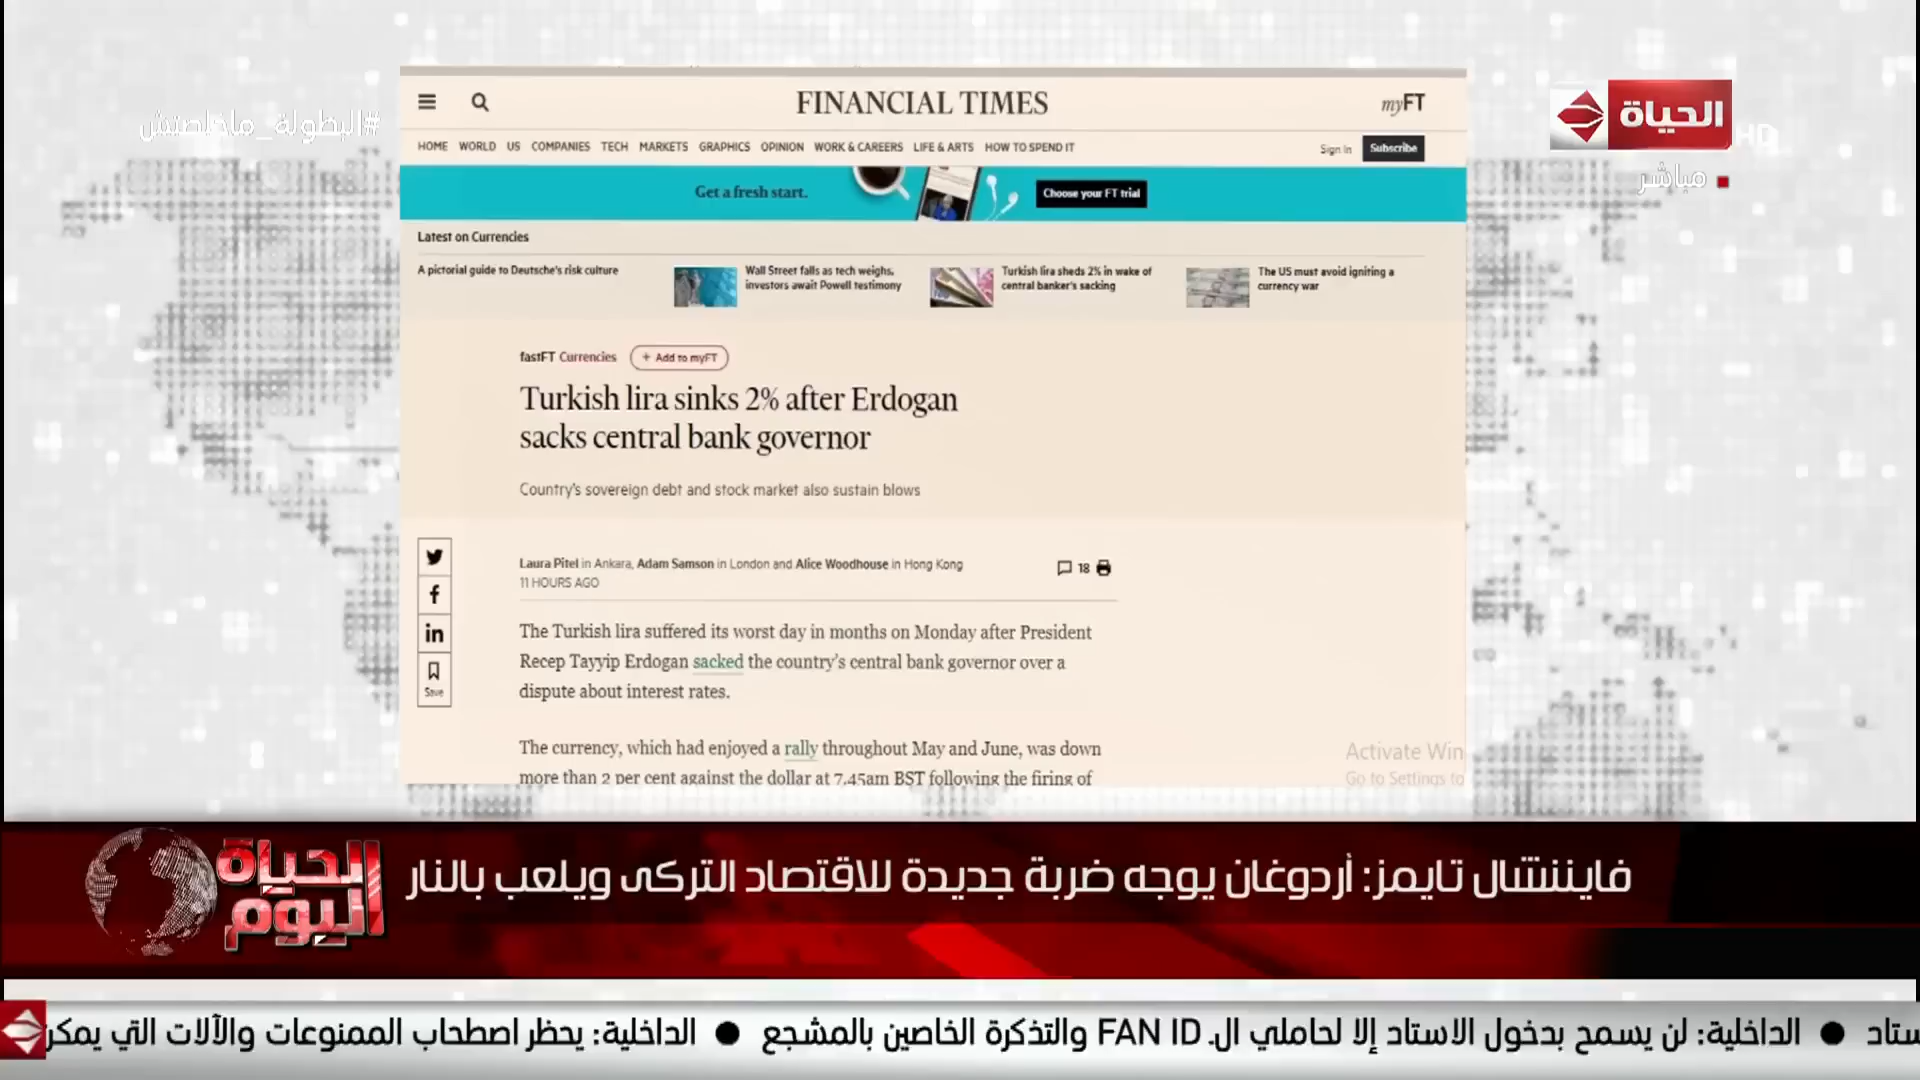 #البطولة_ماخلصتش
الحياة
HD
مباشر
FINANCIAL TIMES
myFT
HOME WORLD US COMPANIES TECH MARKETS GRAPHICS OPINION WORK & CAREERS LIFE & ARTS HOW TO SPEND IT
Sign In
Subscribe
Get a fresh start.
Choose your FT trial
Latest on Currencies
A pictorial guide to Deutsche's risk culture
Wall Street falls as tech weighs,
investors await Powell testimony
Turkish lira sheds 2% in wake of
central banker's sacking
The US must avoid igniting a
currency war
fastFT Currencies
+ Add to myFT
Turkish lira sinks 2% after Erdogan
sacks central bank governor
Country's sovereign debt and stock market also sustain blows
Laura Pitel in Ankara, Adam Samson in London and Alice Woodhouse in Hong Kong
11 HOURS AGO
18
Save
The Turkish lira suffered its worst day in months on Monday after President
Recep Tayyip Erdogan sacked the country's central bank governor over a
dispute about interest rates.
The currency, which had enjoyed a rally throughout May and June, was down
more than 2 per cent against the dollar at 7.45am BST following the firing of
Activate Win
Go to Settings to
الحياة
اليوم
فايننشال تايمز: أردوغان يوجه ضربة جديدة للاقتصاد التركى ويلعب بالنار
ستاد ● الداخلية: لن يسمح بدخول الاستاد إلا لحاملي ال. FAN ID والتذكرة الخاصين بالمشجع ● الداخلية: يحظر اصطحاب الممنوعات والآلات التي يمكن